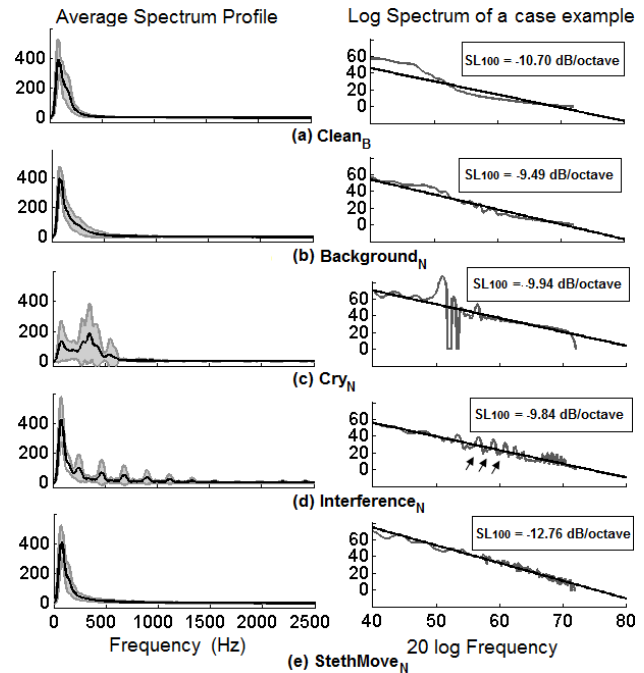 Average Spectrum Profile
Log Spectrum of a case example
400
200
0
60
40
20
0
SL100 = -10.70 dB/octave
(a) CleanB
400
200
0
60
40
20
0
SL100 = -9.49 dB/octave
(b) BackgroundN
400
200
0
60
40
20
0
SL100 = -9.94 dB/octave
(c) CryN
400
200
0
60
40
20
0
SL100 = -9.84 dB/octave
(d) InterferenceN
400
200
0
60
40
20
0
SL100 = -12.76 dB/octave
0 500 1000 1500 2000 2500
40 50 60 70 80
Frequency (Hz)
20 log Frequency
(e) StethMoveN